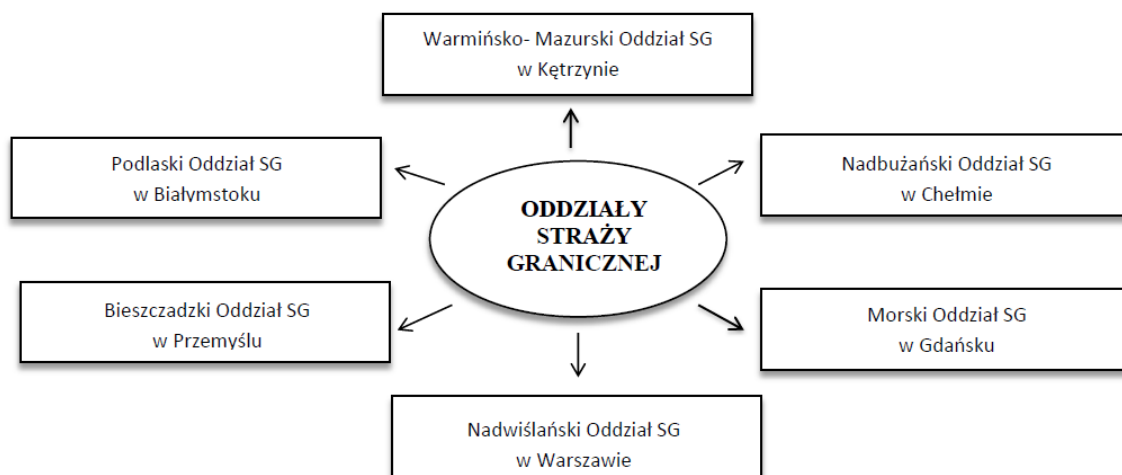 Warmińsko- Mazurski Oddział SG
w Kętrzynie
Podlaski Oddział SG
w Białymstoku
Nadbużański Oddział SG
w Chełmie
ODDZIAŁY
STRAŻY
GRANICZNEJ
Bieszczadzki Oddział SG
w Przemyślu
Morski Oddział SG
w Gdańsku
Nadwiślański Oddział SG
w Warszawie